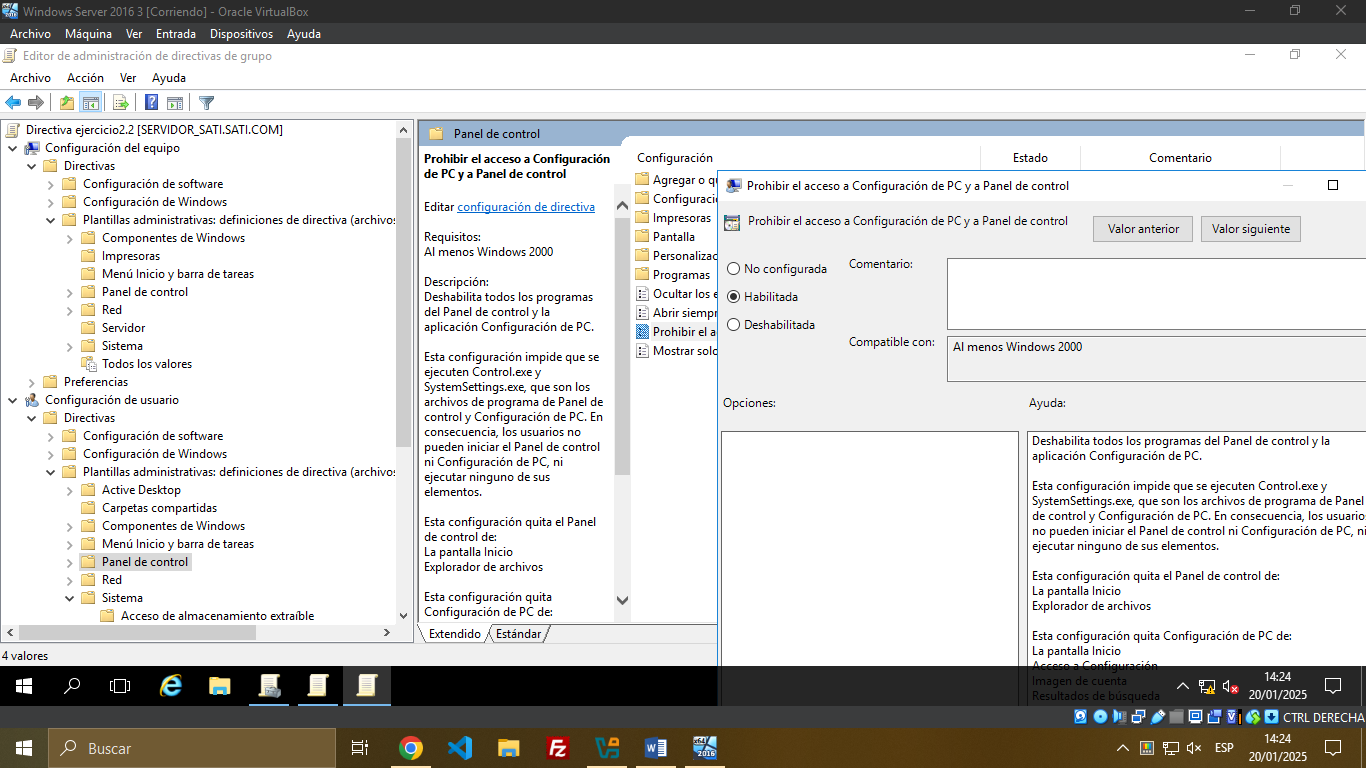 Windows Server 2016 3 [Corriendo] - Oracle VirtualBox
Archivo Máquina Ver Entrada Dispositivos Ayuda
Editor de administración de directivas de grupo
Archivo Acción Ver Ayuda
Directiva ejercicio2.2 [SERVIDOR_SATI.SATI.COM]
Configuración del equipo
Directivas
Configuración de software
Configuración de Windows
Plantillas administrativas: definiciones de directiva (archivos
Componentes de Windows
Impresoras
Menú Inicio y barra de tareas
Panel de control
Red
Servidor
Sistema
Todos los valores
Preferencias
Configuración de usuario
Directivas
Configuración de software
Configuración de Windows
Plantillas administrativas: definiciones de directiva (archivos
Active Desktop
Carpetas compartidas
Componentes de Windows
Menú Inicio y barra de tareas
Panel de control
Red
Sistema
Acceso de almacenamiento extraíble
4 valores
Panel de control
Prohibir el acceso a Configuración
de PC y a Panel de control
Editar configuración de directiva
Requisitos:
Al menos Windows 2000
Descripción:
Deshabilita todos los programas
del Panel de control y la
aplicación Configuración de PC.
Esta configuración impide que se
ejecuten Control.exe y
SystemSettings.exe, que son los
archivos de programa de Panel de
control y Configuración de PC. En
consecuencia, los usuarios no
pueden iniciar el Panel de control
ni Configuración de PC, ni
ejecutar ninguno de sus
elementos.
Esta configuración quita el Panel
de control de:
La pantalla Inicio
Explorador de archivos
Esta configuración quita
Configuración de PC de:
Extendido Estándar
Configuración Estado Comentario
Agregar o qu
Configuració
Impresoras
Pantalla
Personalizac
Programas
Ocultar los e
Abrir siempr
Prohibir el a
Mostrar solo
Prohibir el acceso a Configuración de PC y a Panel de control
Prohibir el acceso a Configuración de PC y a Panel de control
Valor anterior Valor siguiente
No configurada
Habilitada
Deshabilitada
Comentario:
Compatible con:
Al menos Windows 2000
Opciones: Ayuda:
Deshabilita todos los programas del Panel de control y la
aplicación Configuración de PC.
Esta configuración impide que se ejecuten Control.exe y
SystemSettings.exe, que son los archivos de programa de Panel
de control y Configuración de PC. En consecuencia, los usuarios
no pueden iniciar el Panel de control ni Configuración de PC, ni
ejecutar ninguno de sus elementos.
Esta configuración quita el Panel de control de:
La pantalla Inicio
Explorador de archivos
Esta configuración quita Configuración de PC de:
La pantalla Inicio
Acceso a Configuración
Imagen de cuenta
Resultados de búsqueda
14:24
20/01/2025
CTRL DERECHA
Buscar
ESP
14:24
20/01/2025